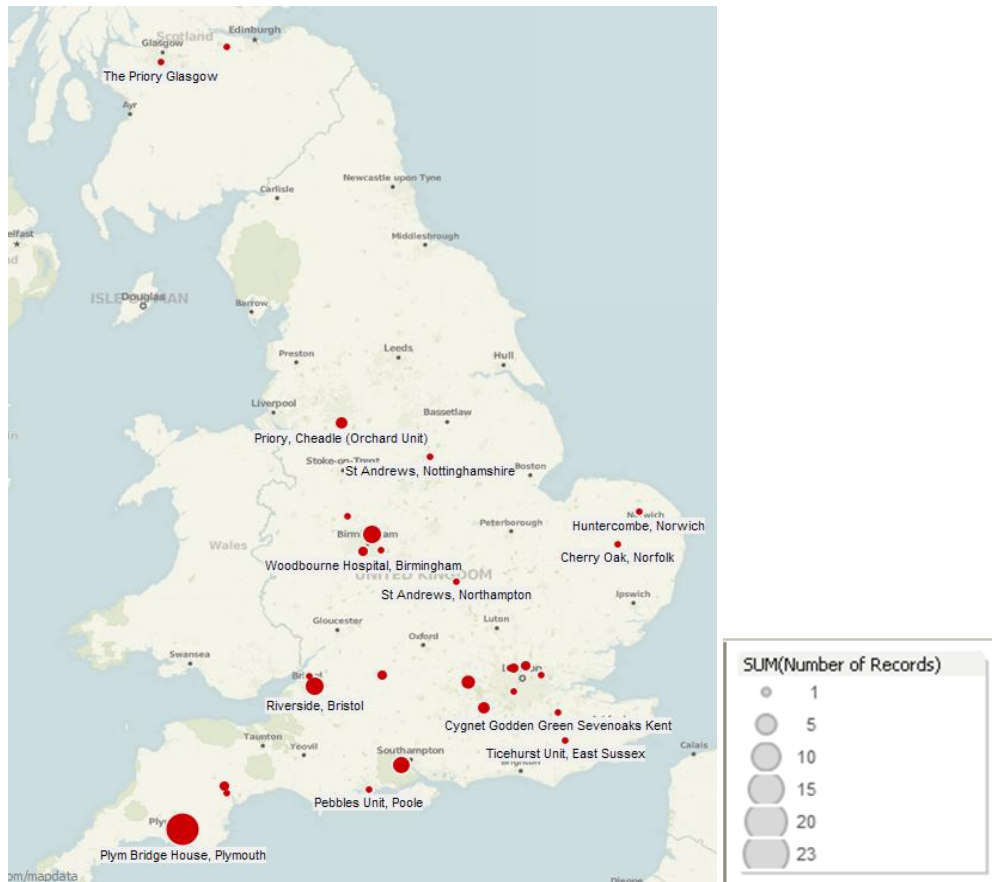 Scotland
Edinburgh
Glasgow
The Priory Glasgow
Ayr
Carlisle
Newcastle upon Tyne
Middlesbrough
Douglas
Barrow
Preston
Leeds
Hull
Liverpool
Bassetlaw
Priory, Cheadle (Orchard Unit)
Stoke-on-Trent
St Andrews, Nottinghamshire
Boston
Huntercombe, Norwich
Peterborough
Wales
Cherry Oak, Norfolk
Woodbourne Hospital, Birmingham
UNITED KINGDOM
St Andrews, Northampton
Ipswich
Gloucester
Luton
Oxford
Swansea
Riverside, Bristol
Cygnet Godden Green Sevenoaks Kent
Taunton
Yeovil
Southampton
Ticehurst Unit, East Sussex
Calais
Brighton
Pebbles Unit, Poole
Plym Bridge House, Plymouth
om/mapdata
Dieppe
SUM(Number of Records)
1
5
10
15
20
23